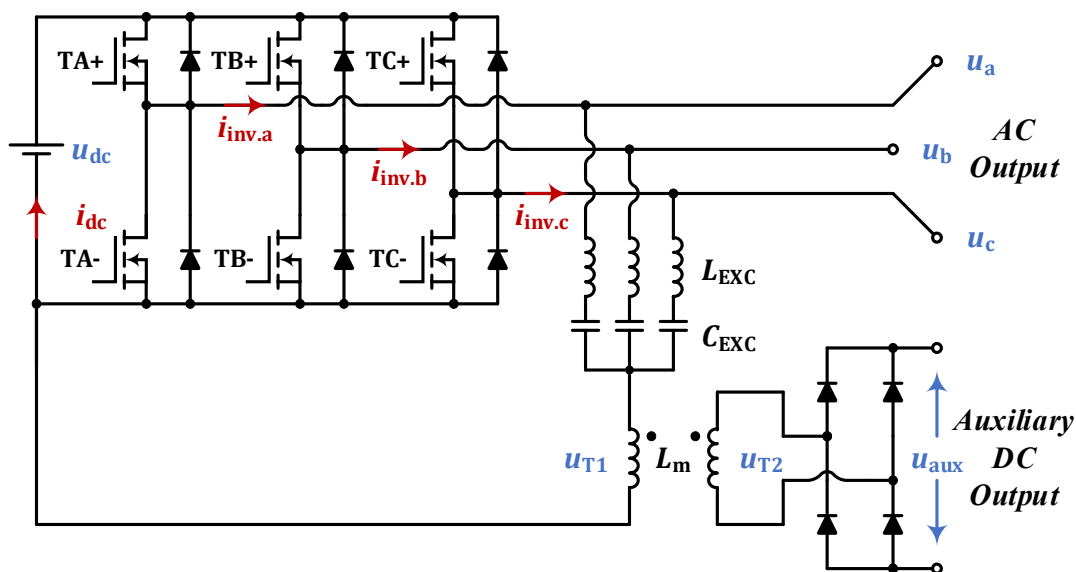 TA+
TB+
TC+
u_a
i_inv.a
u_dc
i_inv.b
u_b
AC
Output
i_dc
i_inv.c
u_c
TA-
TB-
TC-
L_EXC
C_EXC
u_T1
L_m
u_T2
u_aux
Auxiliary
DC
Output